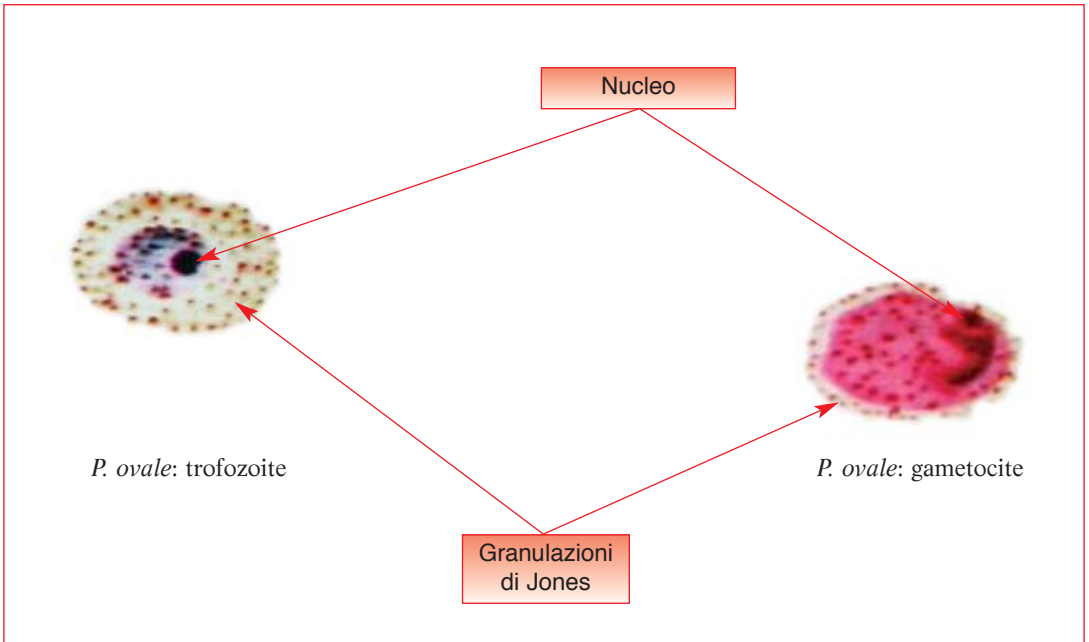 Nucleo
P. ovale: trofozoite
P. ovale: gametocite
Granulazioni
di Jones